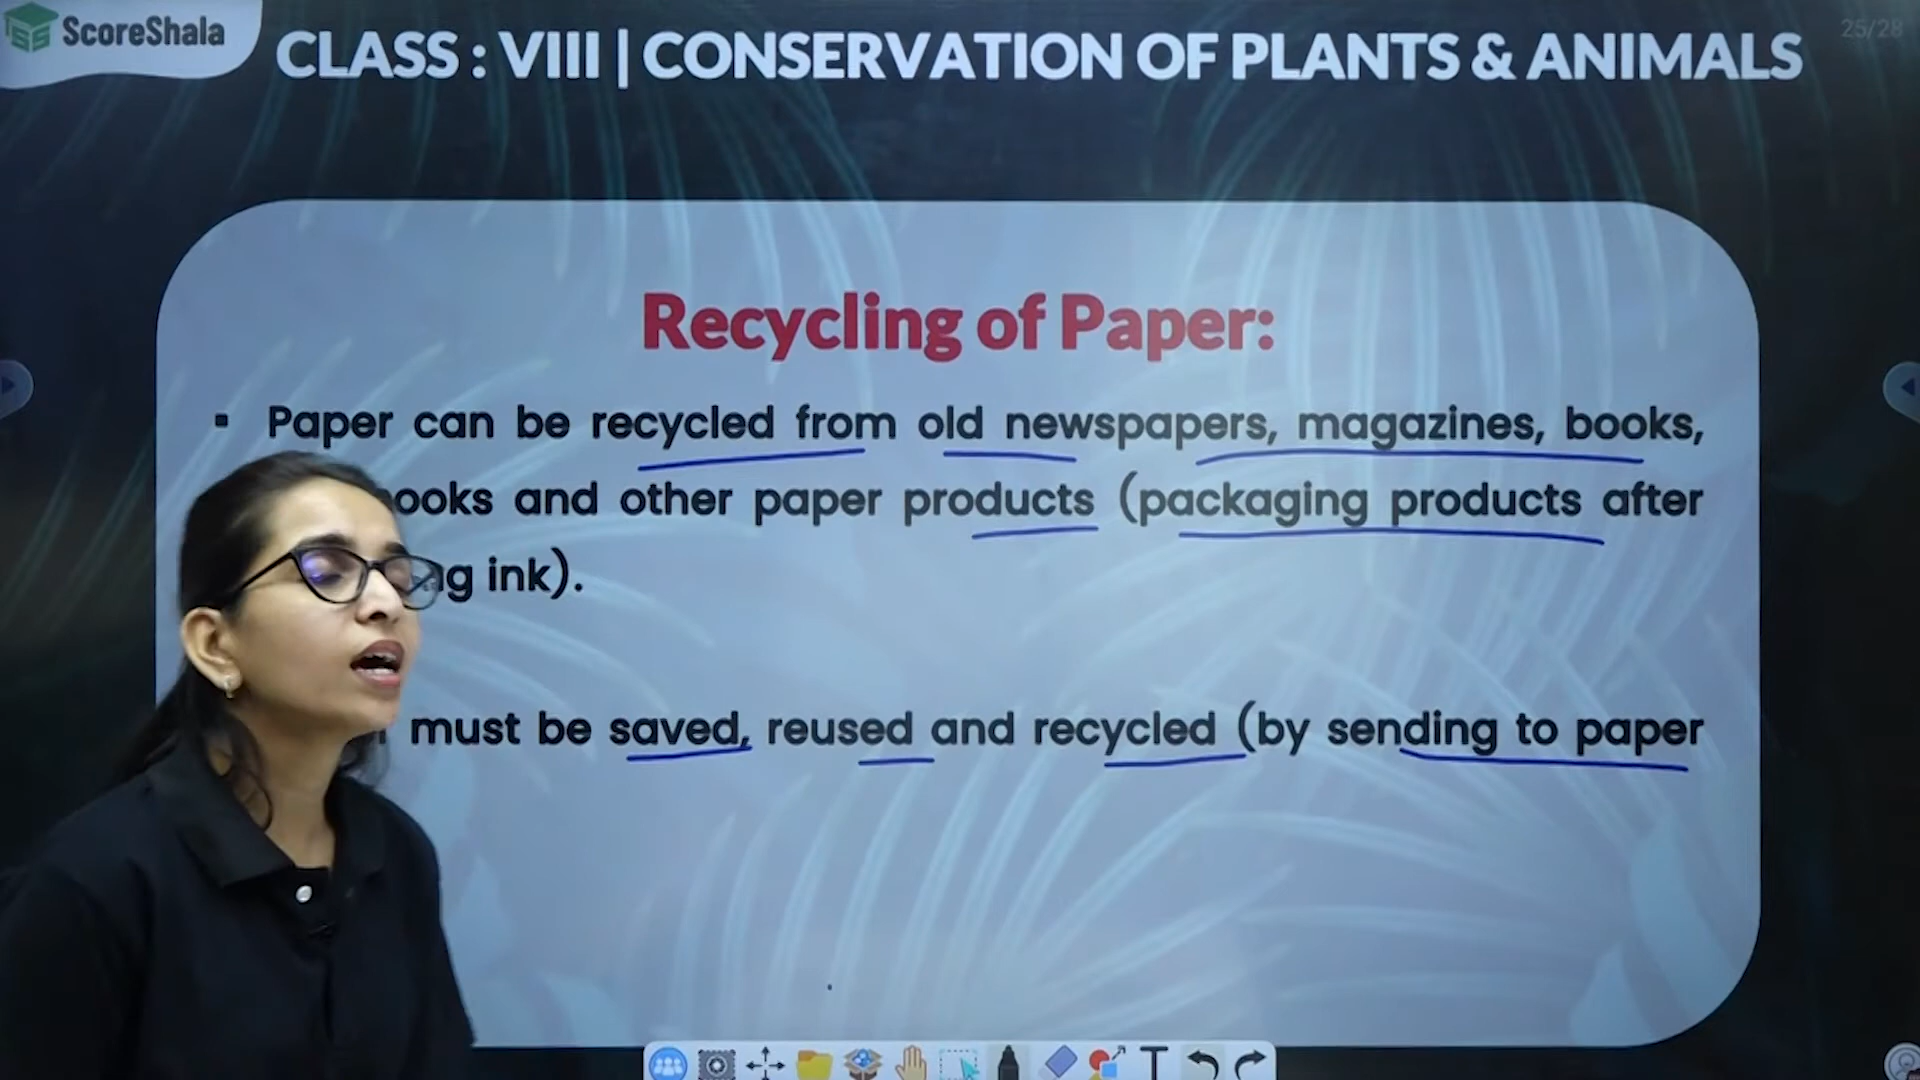 ScoreShala
CLASS : VIII | CONSERVATION OF PLANTS & ANIMALS
25/28
Recycling of Paper:
▪ Paper can be recycled from old newspapers, magazines, books,
and other paper products (packaging products after
ink).
must be saved, reused and recycled (by sending to paper